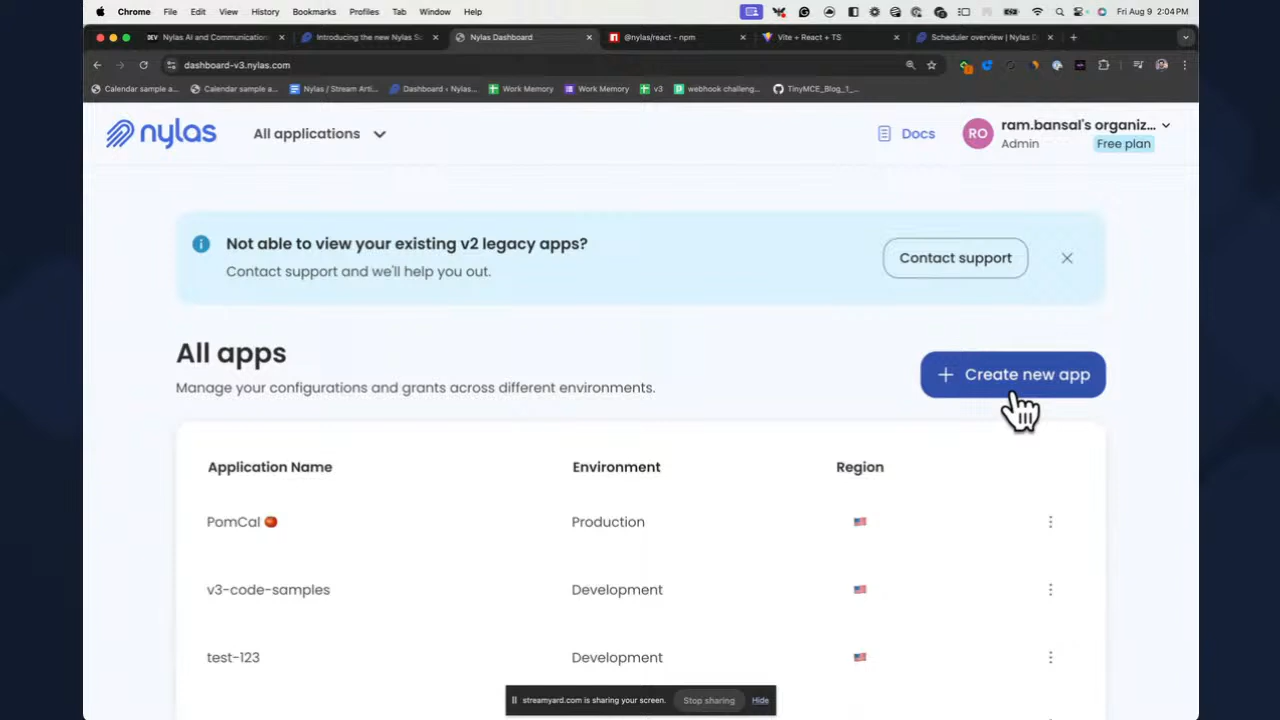 Chrome File Edit View History Bookmarks Profiles Tab Window Help Fri Aug 9 2:04 PM
DEV Nylas AI and Communication Introducing the new Nylas Sc Nylas Dashboard @nylas/react - npm Vite + React + TS Scheduler overview | Nylas D
dashboard-v3.nylas.com
Calendar sample a... Calendar sample a... Nylas / Stream Arti... Dashboard ‹ Nylas,... Work Memory Work Memory v3 webhook challeng... TinyMCE_Blog_1_...
nylas All applications Docs RO ram.bansal's organiz...
Admin Free plan
Not able to view your existing v2 legacy apps?
Contact support and we'll help you out.
Contact support
All apps
Manage your configurations and grants across different environments.
+ Create new app
Application Name Environment Region
PomCal Production
v3-code-samples Development
test-123 Development
streamyard.com is sharing your screen. Stop sharing Hide